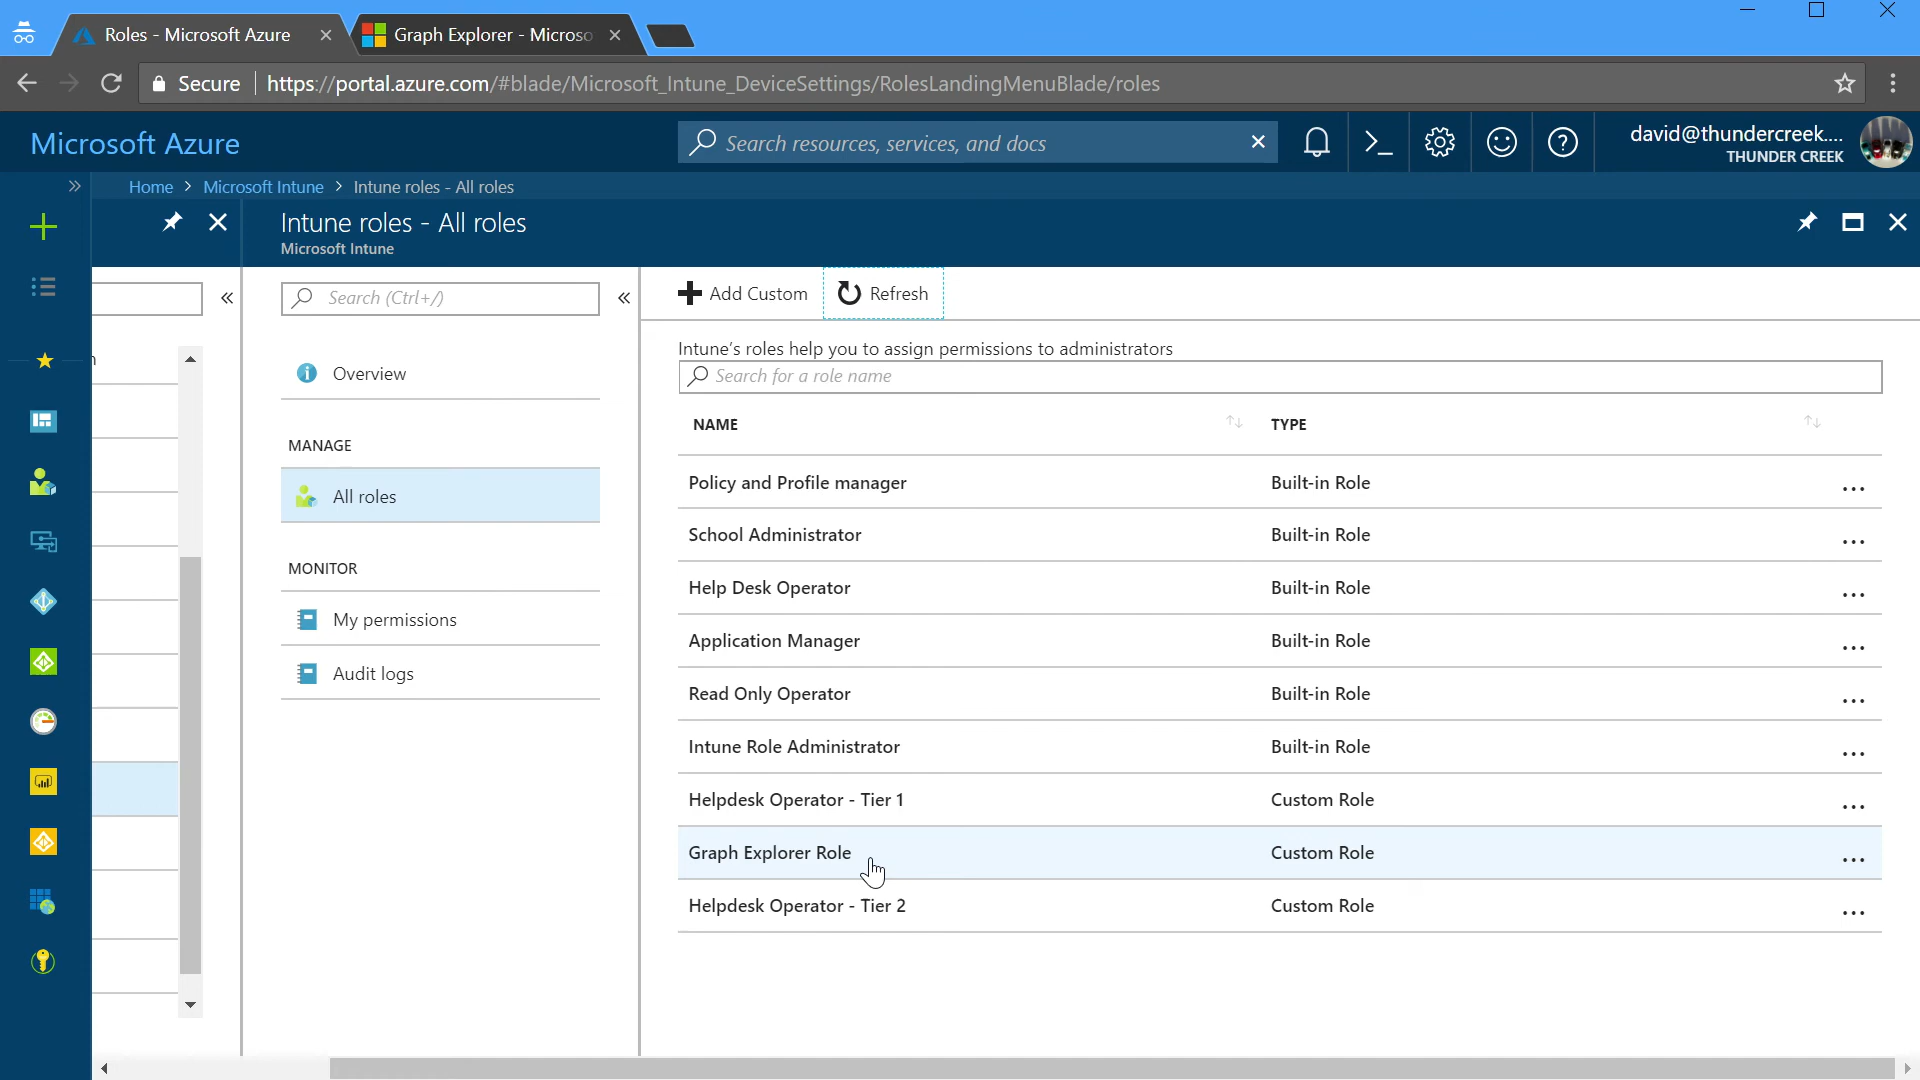 Roles - Microsoft Azure
Graph Explorer - Microso
Secure
https://portal.azure.com/#blade/Microsoft_Intune_DeviceSettings/RolesLandingMenuBlade/roles
Microsoft Azure
Search resources, services, and docs
david@thundercreek....
THUNDER CREEK
Home > Microsoft Intune > Intune roles - All roles
Intune roles - All roles
Microsoft Intune
Search (Ctrl+/)
Overview
MANAGE
All roles
MONITOR
My permissions
Audit logs
Add Custom
Refresh
Intune's roles help you to assign permissions to administrators
Search for a role name
NAME TYPE
Policy and Profile manager Built-in Role ...
School Administrator Built-in Role ...
Help Desk Operator Built-in Role ...
Application Manager Built-in Role ...
Read Only Operator Built-in Role ...
Intune Role Administrator Built-in Role ...
Helpdesk Operator - Tier 1 Custom Role ...
Graph Explorer Role Custom Role ...
Helpdesk Operator - Tier 2 Custom Role ...